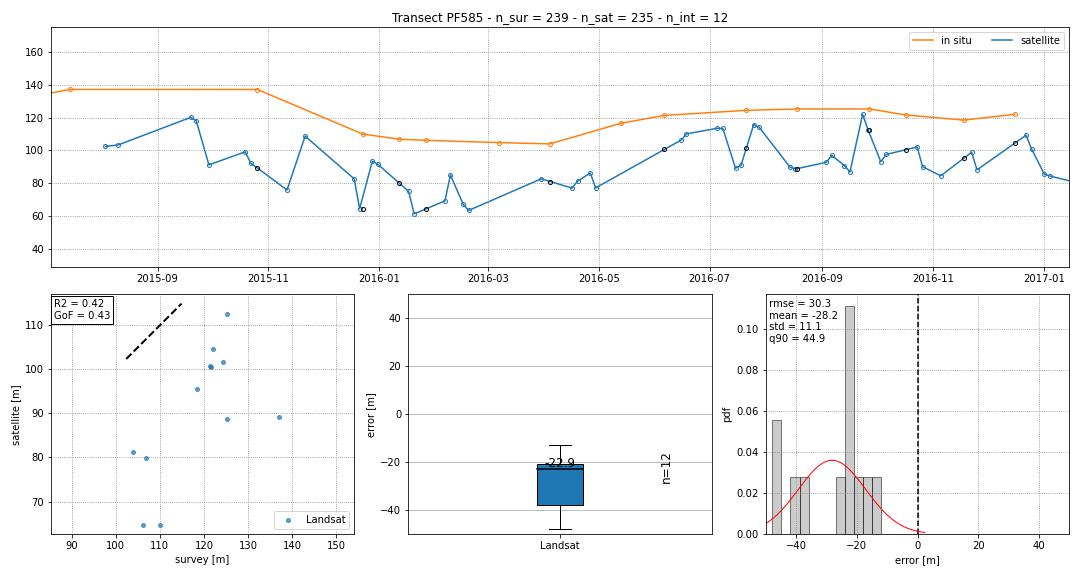 Transect PF585 - n_sur = 239 - n_sat = 235 - n_int = 12
in situ satellite
160
140
120
100
80
60
40
2015-09 2015-11 2016-01 2016-03 2016-05 2016-07 2016-09 2016-11 2017-01
R2 = 0.42
GoF = 0.43
110
100
90
80
70
satellite [m]
Landsat
90 100 110 120 130 140 150
survey [m]
40
20
0
−20
−40
error [m]
-22.9
n=12
Landsat
rmse = 30.3
mean = -28.2
std = 11.1
q90 = 44.9
0.10
0.08
0.06
0.04
0.02
0.00
pdf
−40 −20 0 20 40
error [m]